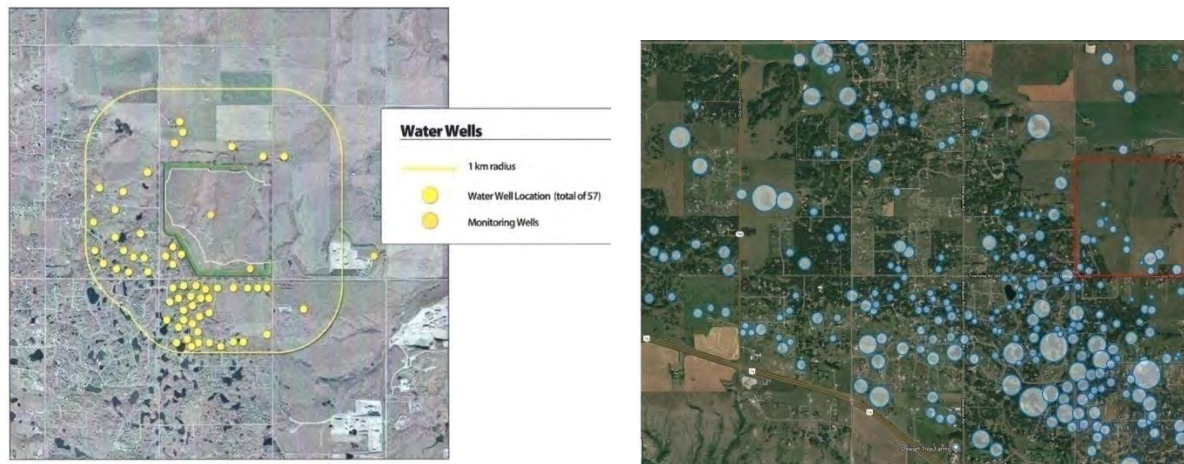 Water Wells
1 km radius
Water Well Location (total of 57)
Monitoring Wells